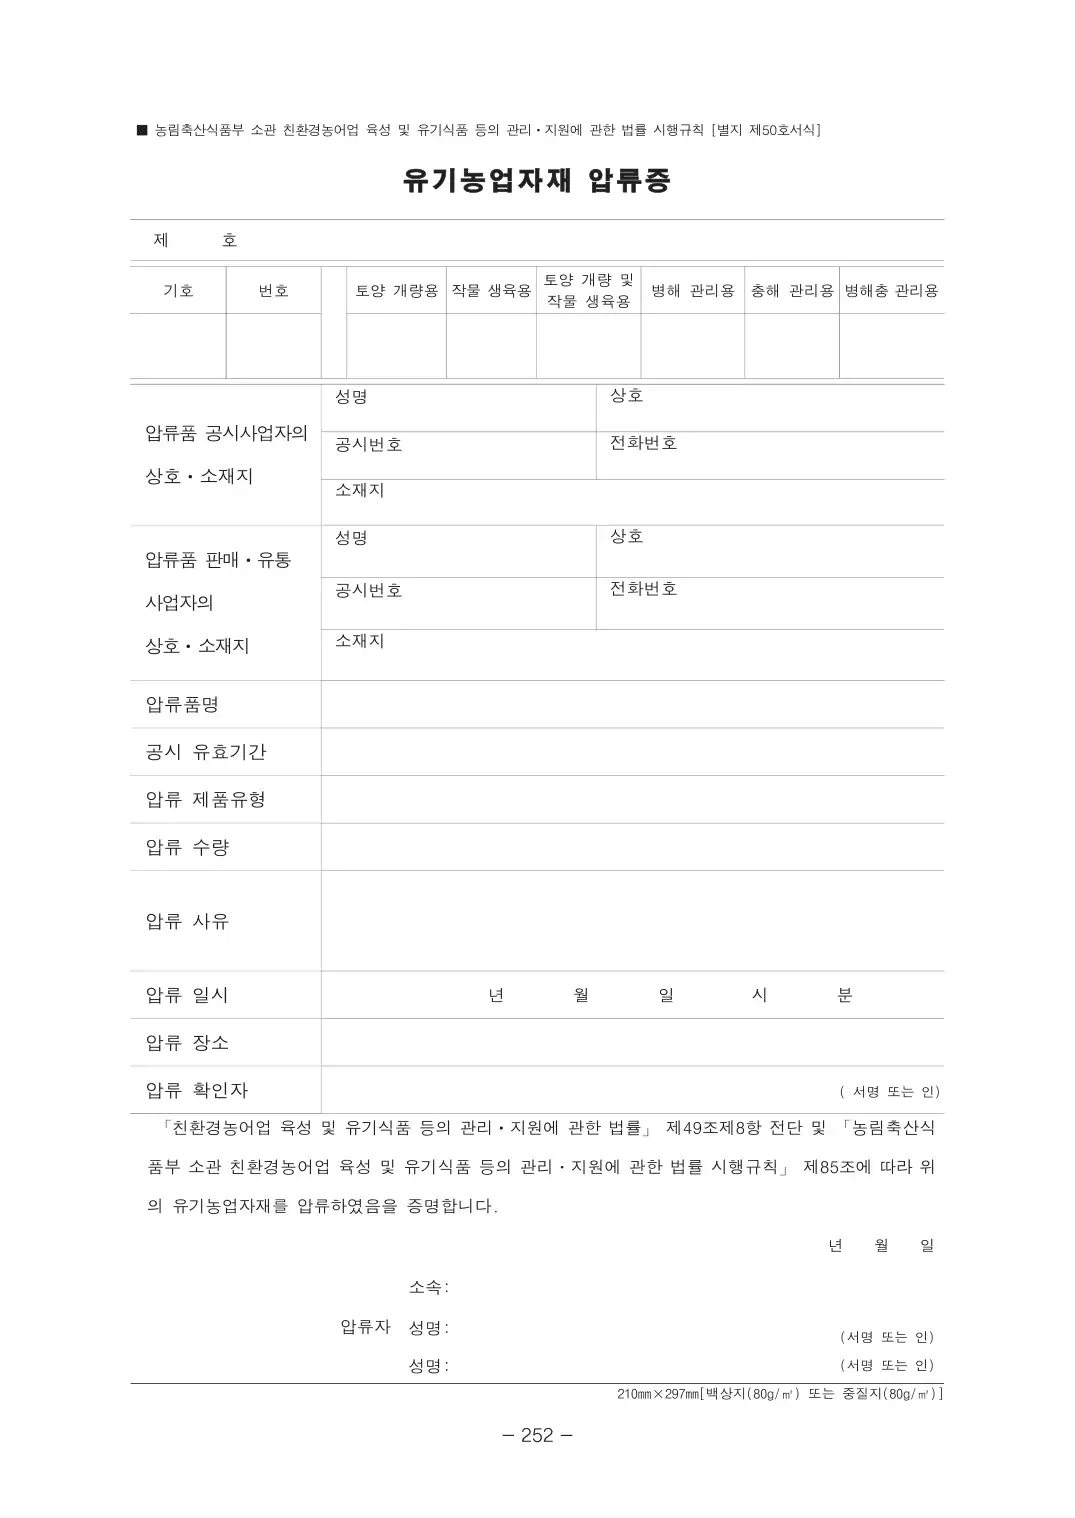 ■ 농림축산식품부 소관 친환경농어업 육성 및 유기식품 등의 관리·지원에 관한 법률 시행규칙 [별지 제50호서식]
유기농업자재 압류증
제 호
기호 번호 토양 개량용 작물 생육용 토양 개량 및 작물 생육용 병해 관리용 충해 관리용 병해충 관리용
압류품 공시사업자의
상호·소재지
성명 상호
공시번호 전화번호
소재지
압류품 판매·유통
사업자의
상호·소재지
성명 상호
공시번호 전화번호
소재지
압류품명
공시 유효기간
압류 제품유형
압류 수량
압류 사유
압류 일시 년 월 일 시 분
압류 장소
압류 확인자 ( 서명 또는 인)
「친환경농어업 육성 및 유기식품 등의 관리·지원에 관한 법률」 제49조제8항 전단 및 「농림축산식
품부 소관 친환경농어업 육성 및 유기식품 등의 관리·지원에 관한 법률 시행규칙」 제85조에 따라 위
의 유기농업자재를 압류하였음을 증명합니다.
년 월 일
소속:
압류자 성명: (서명 또는 인)
성명: (서명 또는 인)
210㎜×297㎜[백상지(80g/㎡) 또는 중질지(80g/㎡)]
- 252 -